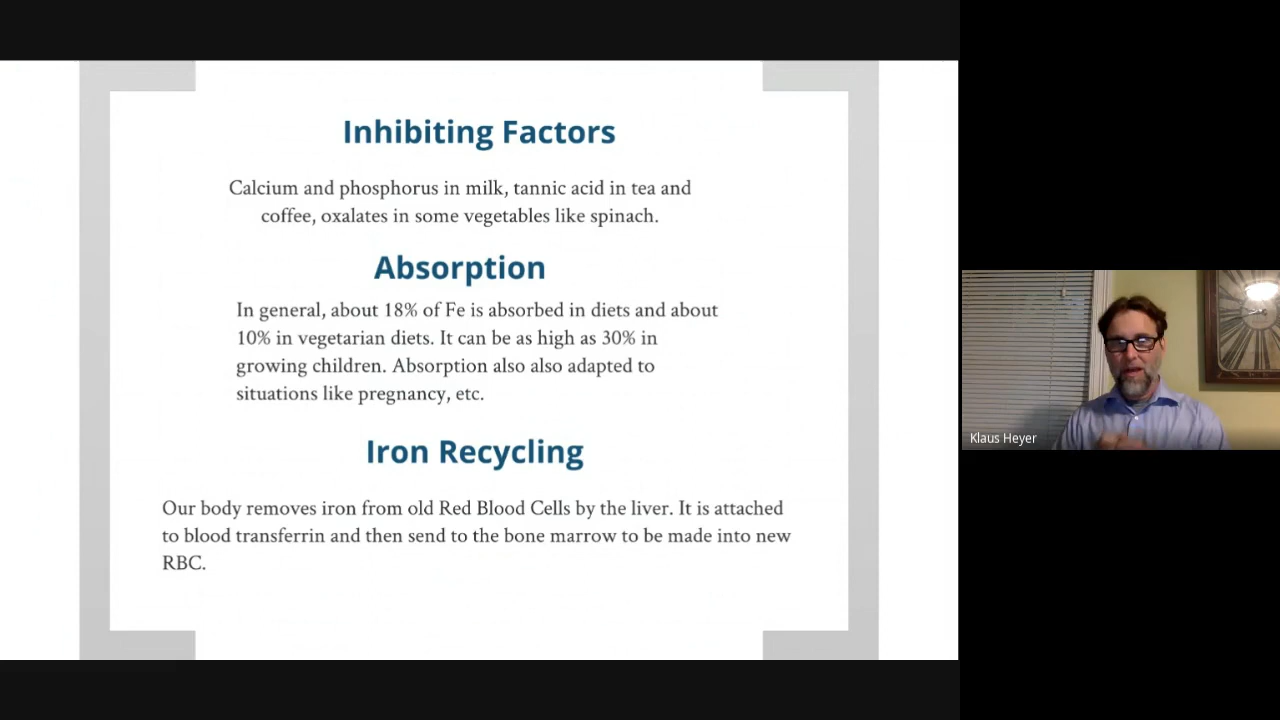 Inhibiting Factors
Calcium and phosphorus in milk, tannic acid in tea and
coffee, oxalates in some vegetables like spinach.
Absorption
In general, about 18% of Fe is absorbed in diets and about
10% in vegetarian diets. It can be as high as 30% in
growing children. Absorption also also adapted to
situations like pregnancy, etc.
Iron Recycling
Our body removes iron from old Red Blood Cells by the liver. It is attached
to blood transferrin and then send to the bone marrow to be made into new
RBC.
Klaus Heyer